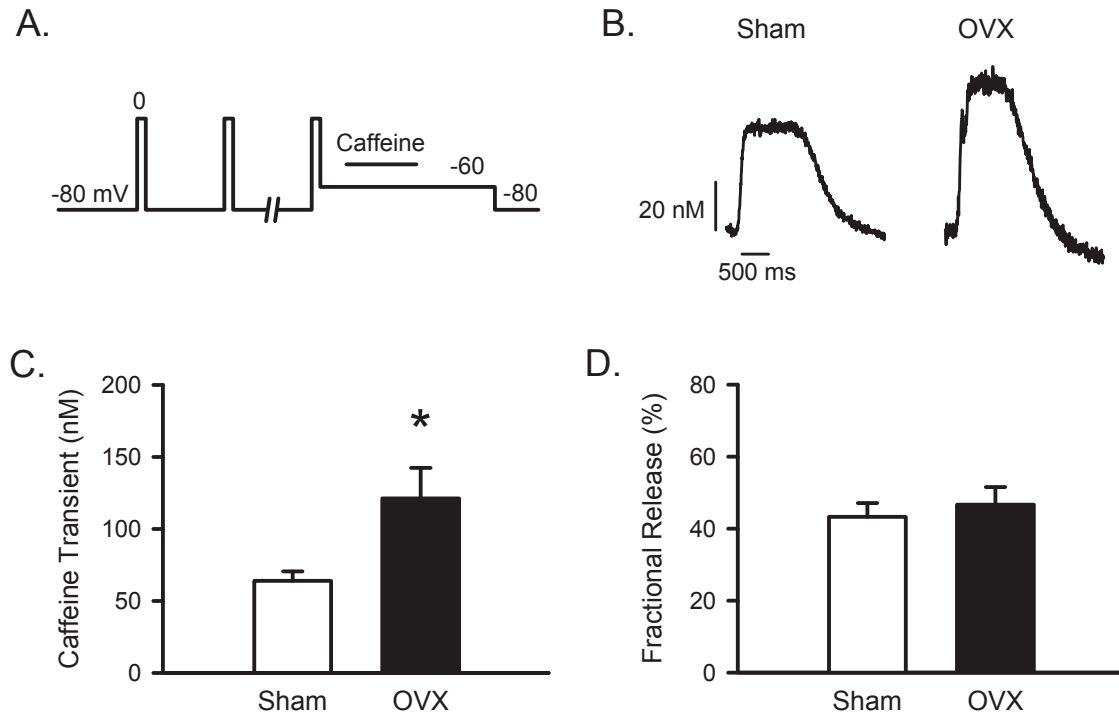 A.
0
Caffeine
-60
-80 mV
-80
B.
Sham OVX
20 nM
500 ms
C.
Caffeine Transient (nM)
200
150
100
50
0
*
Sham OVX
D.
Fractional Release (%)
80
60
40
20
0
Sham OVX